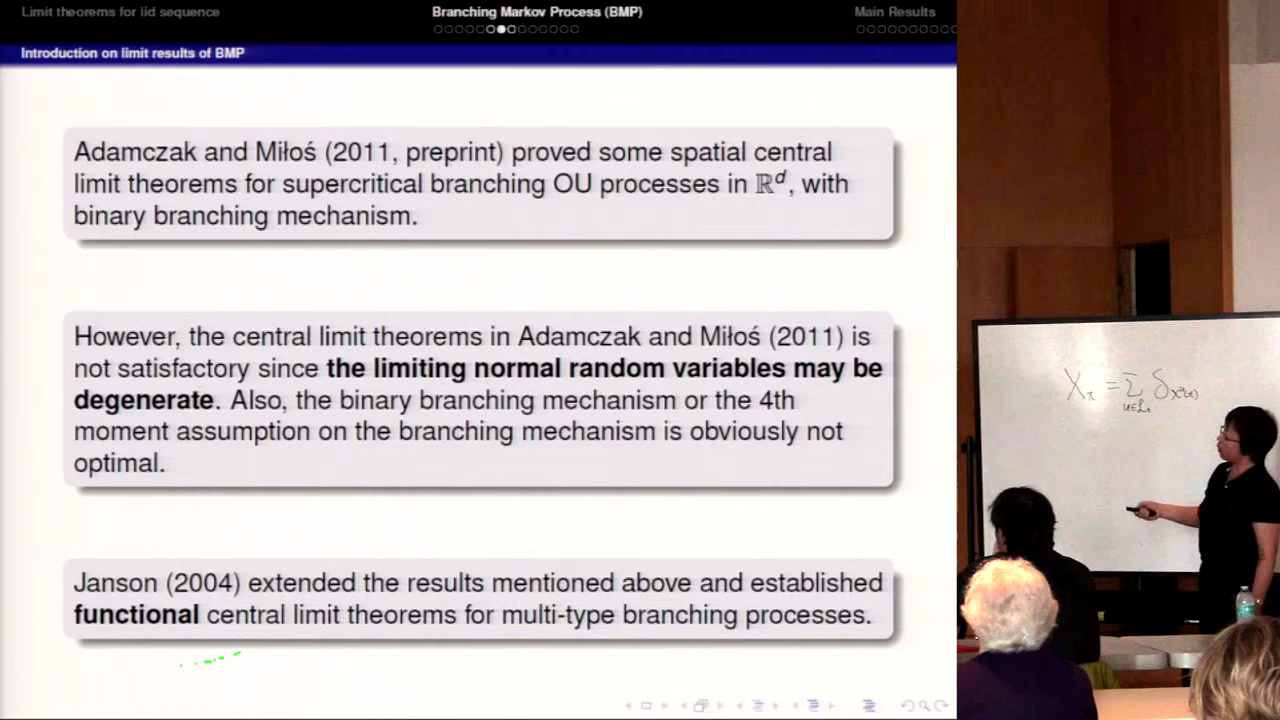 Limit theorems for iid sequence
Branching Markov Process (BMP)
Main Results
Introduction on limit results of BMP
Adamczak and Miłoś (2011, preprint) proved some spatial central
limit theorems for supercritical branching OU processes in ℝᵈ, with
binary branching mechanism.
However, the central limit theorems in Adamczak and Miłoś (2011) is
not satisfactory since the limiting normal random variables may be
degenerate. Also, the binary branching mechanism or the 4th
moment assumption on the branching mechanism is obviously not
optimal.
Janson (2004) extended the results mentioned above and established
functional central limit theorems for multi-type branching processes.